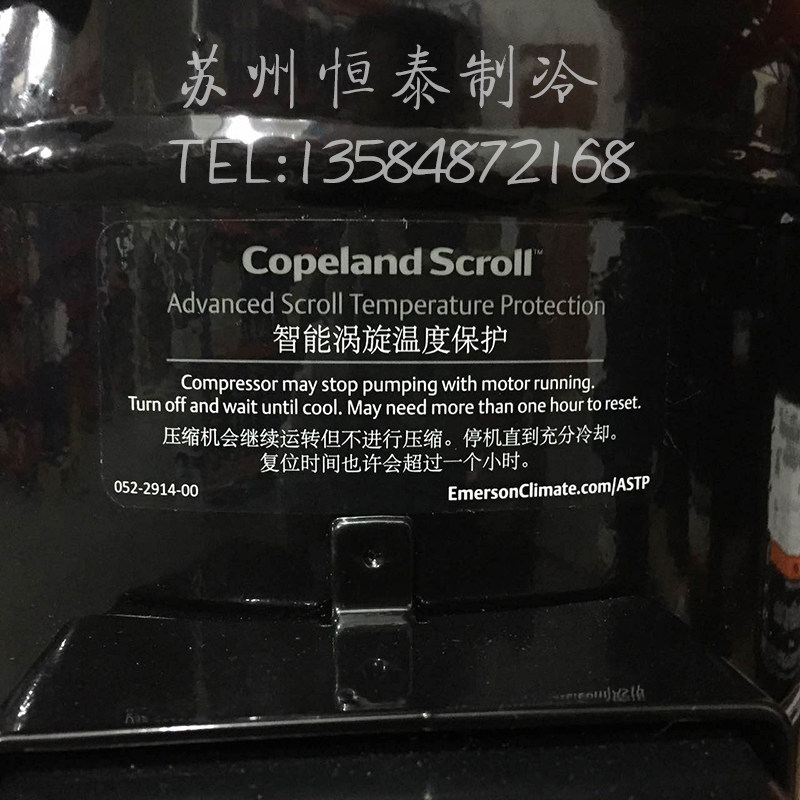 苏州恒泰制冷
TEL:13584872168
Copeland Scroll™
Advanced Scroll Temperature Protection
智能涡旋温度保护
Compressor may stop pumping with motor running.
Turn off and wait until cool. May need more than one hour to reset.
压缩机会继续运转但不进行压缩。停机直到充分冷却。
复位时间也许会超过一个小时。
052-2914-00
EmersonClimate.com/ASTP